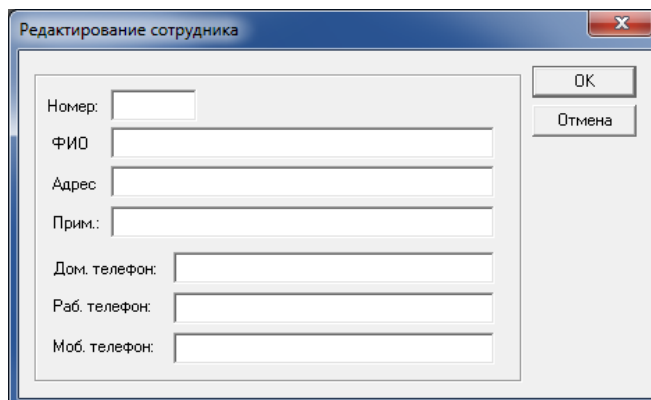 Редактирование сотрудника
OK
Отмена
Номер:
ФИО
Адрес
Прим.:
Дом. телефон:
Раб. телефон:
Моб. телефон: